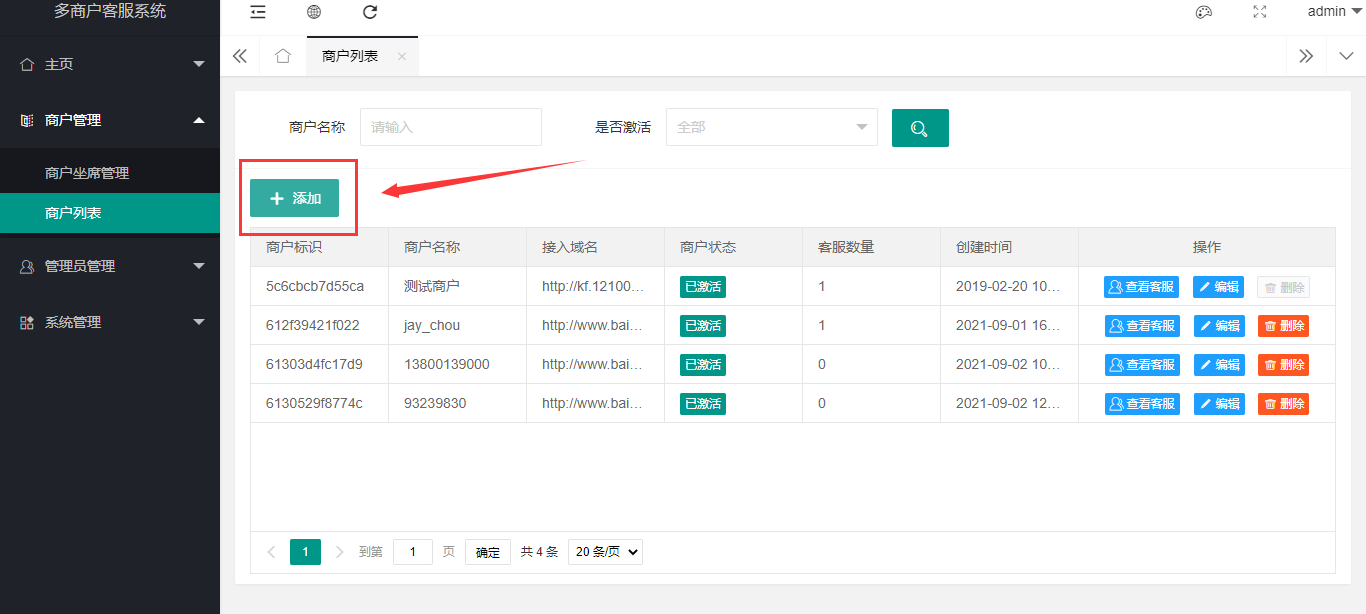 多商户客服系统
admin
主页
商户列表
商户管理
商户名称 请输入 是否激活 全部
商户坐席管理
商户列表
添加
管理员管理
系统管理
商户标识 商户名称 接入域名 商户状态 客服数量 创建时间 操作
5c6cbcb7d55ca 测试商户 http://kf.12100... 已激活 1 2019-02-20 10... 查看客服 编辑 删除
612f39421f022 jay_chou http://www.bai... 已激活 1 2021-09-01 16... 查看客服 编辑 删除
61303d4fc17d9 13800139000 http://www.bai... 已激活 0 2021-09-02 10... 查看客服 编辑 删除
6130529f8774c 93239830 http://www.bai... 已激活 0 2021-09-02 12... 查看客服 编辑 删除
1 到第 1 页 确定 共 4 条 20 条/页